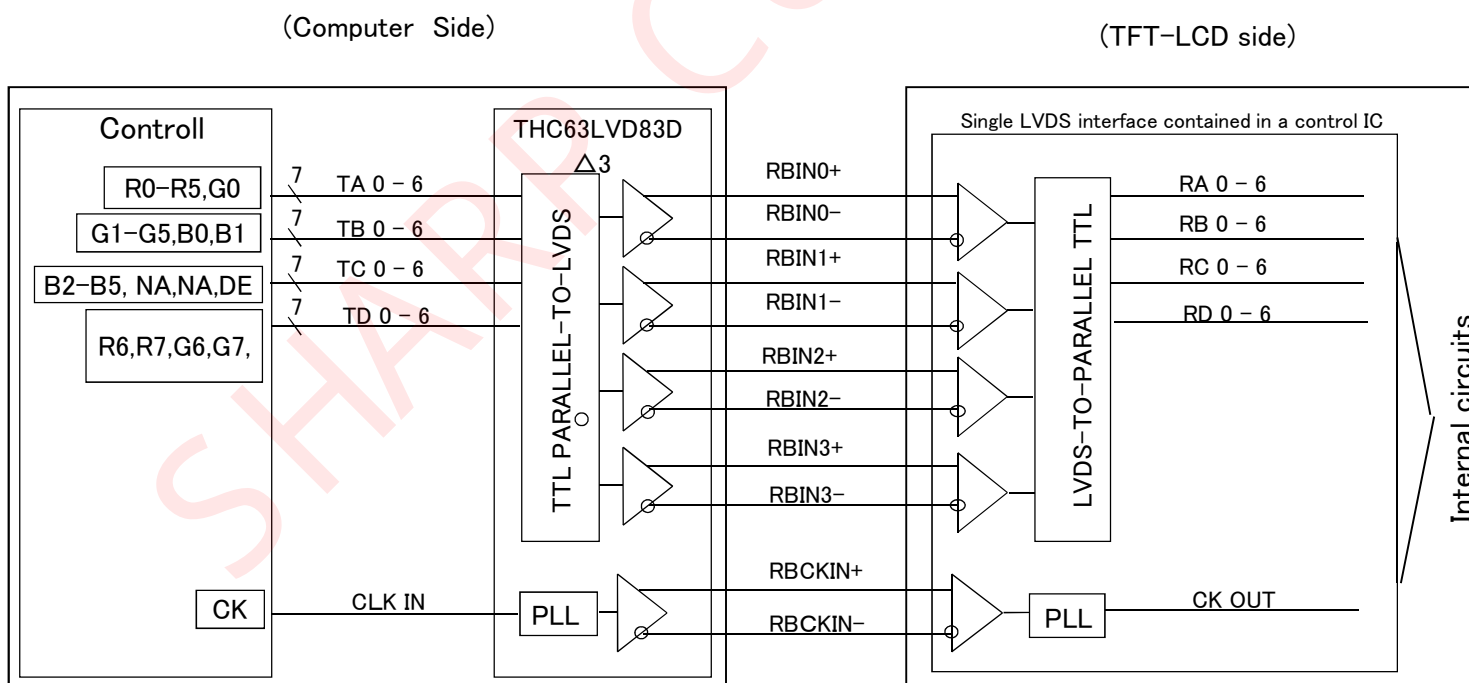 (Computer Side)
(TFT-LCD side)
Controll
THC63LVD83D
Single LVDS interface contained in a control IC
△3
R0-R5,G0
7
TA 0 - 6
RBIN0+
RA 0 - 6
G1-G5,B0,B1
7
TB 0 - 6
RBIN0-
RB 0 - 6
B2-B5, NA,NA,DE
7
TC 0 - 6
RBIN1+
RC 0 - 6
R6,R7,G6,G7,
7
TD 0 - 6
RBIN1-
RD 0 - 6
TTL PARALLEL-TO-LVDS
RBIN2+
RBIN2-
RBIN3+
RBIN3-
LVDS-TO-PARALLEL TTL
Internal circuits
CK
CLK IN
PLL
RBCKIN+
RBCKIN-
PLL
CK OUT
SHARP